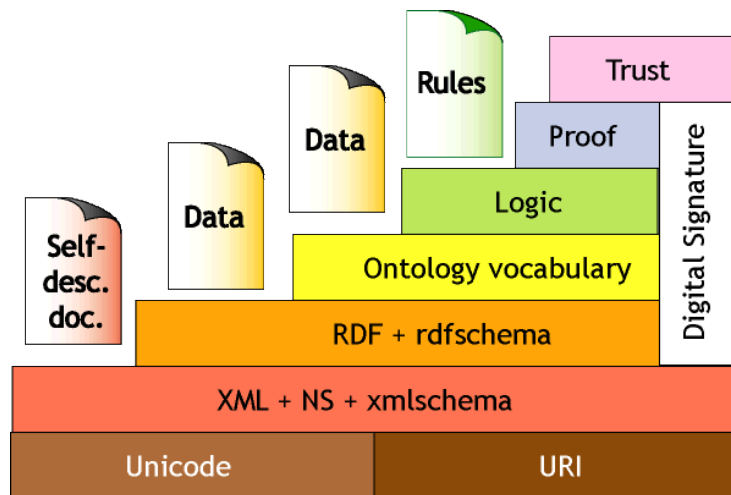 Rules
Trust
Data
Proof
Data
Logic
Self-
desc.
doc.
Ontology vocabulary
Digital Signature
RDF + rdfschema
XML + NS + xmlschema
Unicode
URI